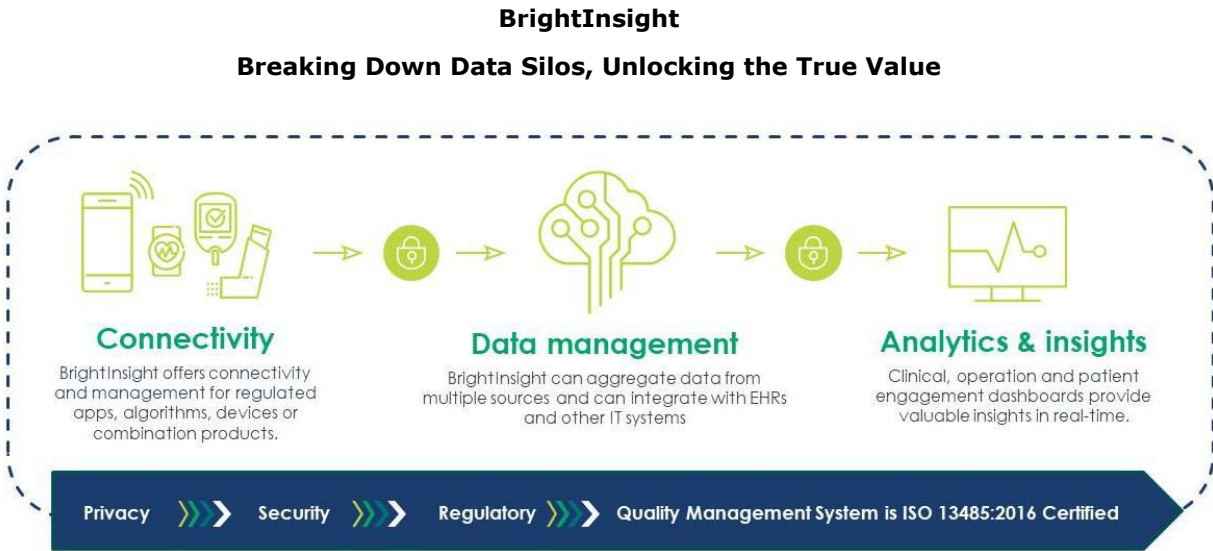 BrightInsight
Breaking Down Data Silos, Unlocking the True Value
Connectivity
BrightInsight offers connectivity
and management for regulated
apps, algorithms, devices or
combination products.
Data management
BrightInsight can aggregate data from
multiple sources and can integrate with EHRs
and other IT systems
Analytics & insights
Clinical, operation and patient
engagement dashboards provide
valuable insights in real-time.
Privacy Security Regulatory Quality Management System is ISO 13485:2016 Certified